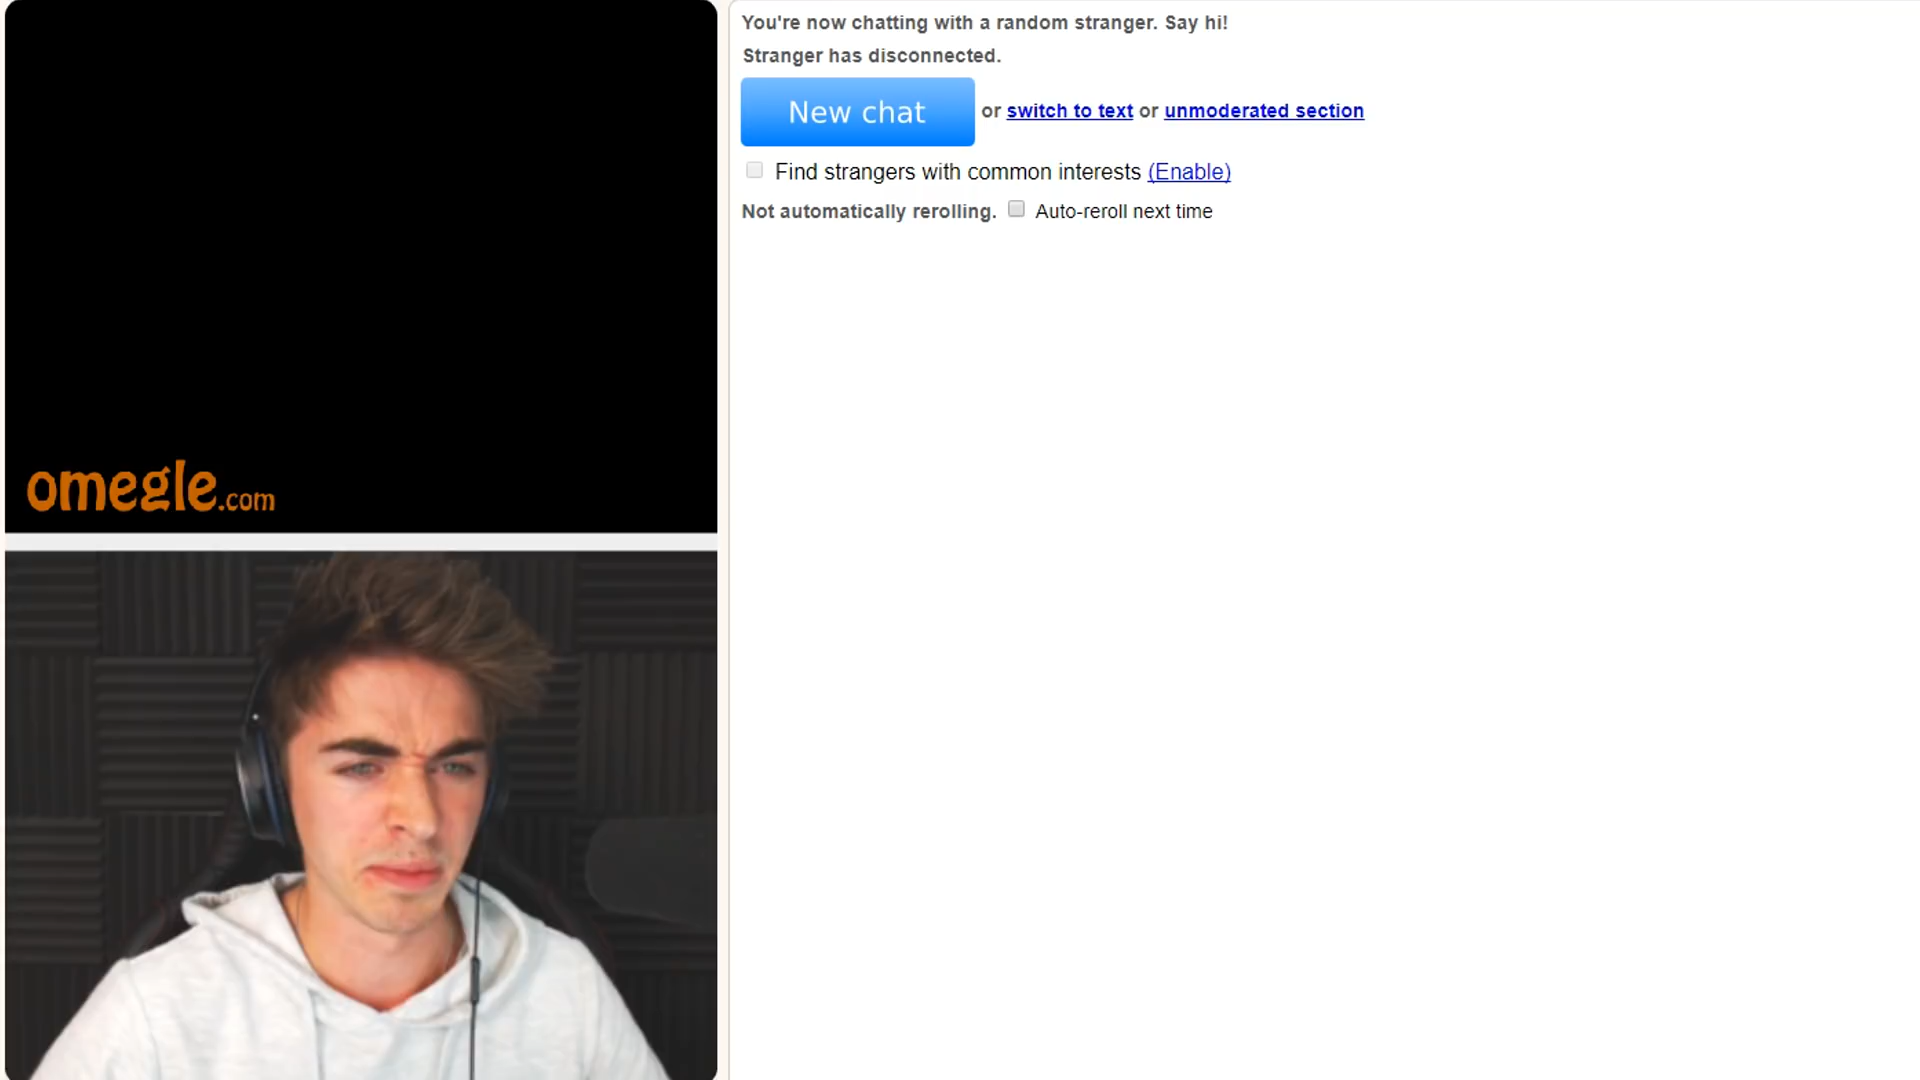 You're now chatting with a random stranger. Say hi!
Stranger has disconnected.
New chat or switch to text or unmoderated section
Find strangers with common interests (Enable)
Not automatically rerolling. Auto-reroll next time
omegle.com